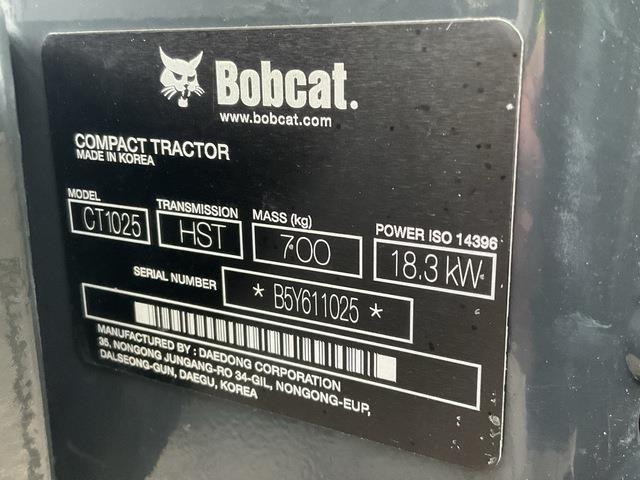 Bobcat.
www.bobcat.com
COMPACT TRACTOR
MADE IN KOREA
MODEL TRANSMISSION MASS (kg) POWER ISO 14396
CT1025 HST 700 18.3 kW
SERIAL NUMBER * B5Y611025 *
MANUFACTURED BY : DAEDONG CORPORATION
35, NONGONG JUNGANG-RO 34-GIL, NONGONG-EUP,
DALSEONG-GUN, DAEGU, KOREA